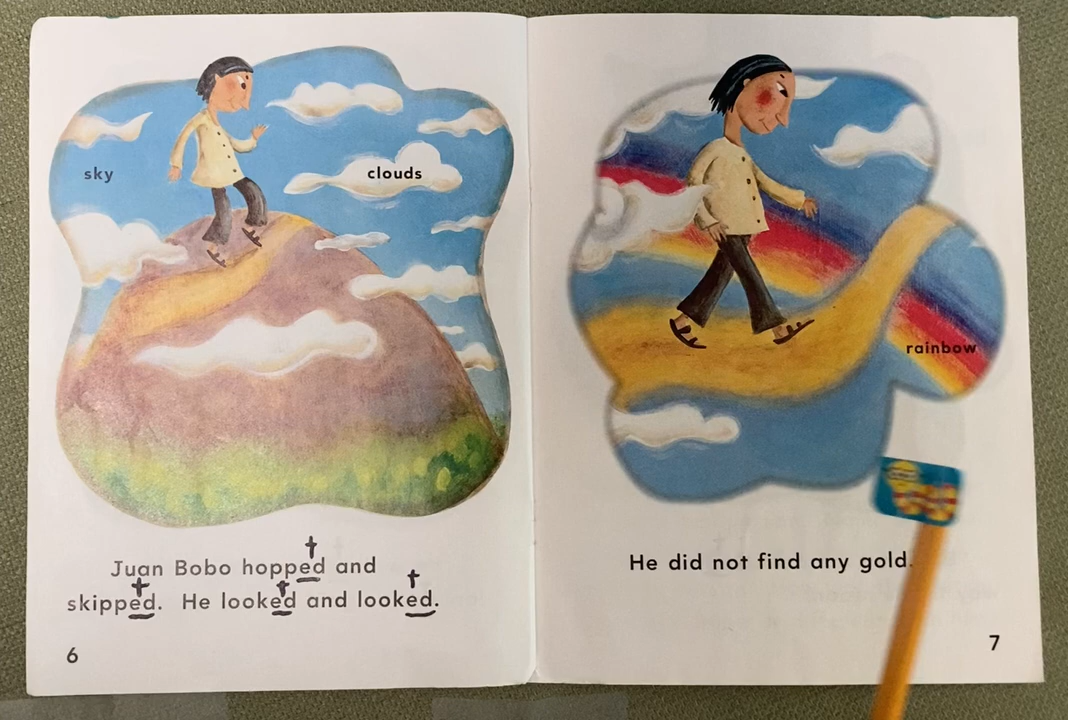 sky
clouds
t
Juan Bobo hopped and
t t t
skipped. He looked and looked.
6
rainbow
He did not find any gold.
7